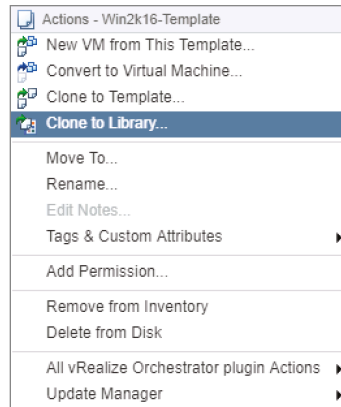 Actions - Win2k16-Template
New VM from This Template...
Convert to Virtual Machine...
Clone to Template...
Clone to Library...
Move To...
Rename...
Edit Notes...
Tags & Custom Attributes
Add Permission...
Remove from Inventory
Delete from Disk
All vRealize Orchestrator plugin Actions
Update Manager